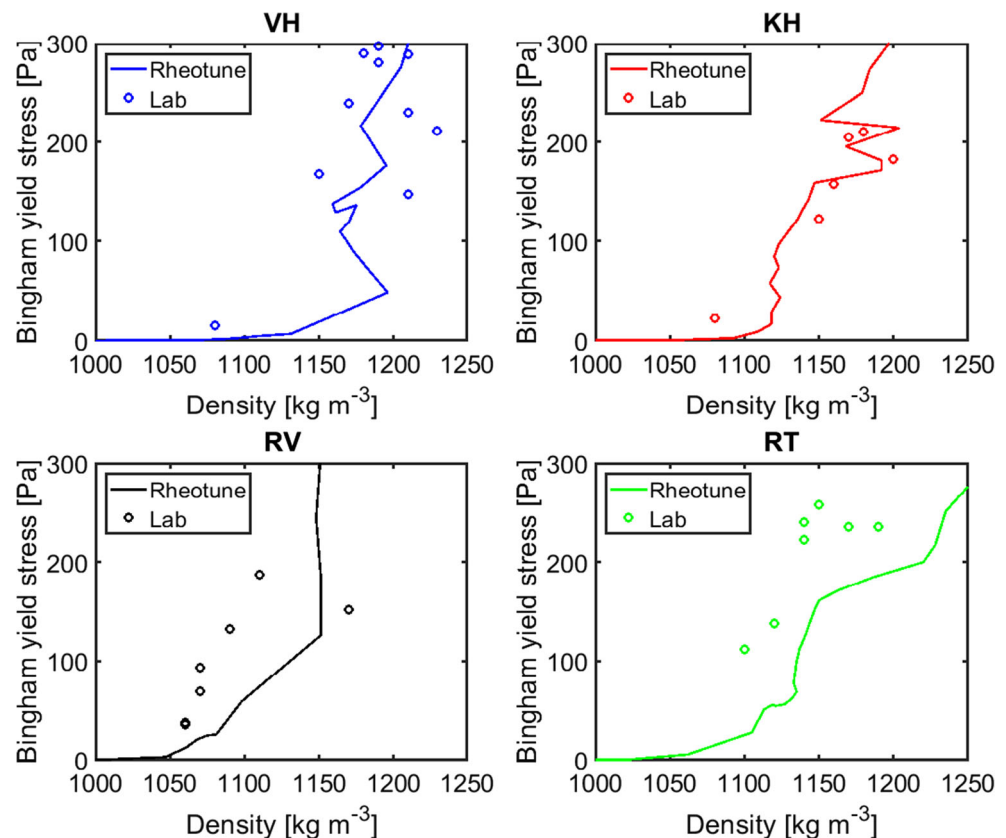 VH
Bingham yield stress [Pa]
300
200
100
0
Rheotune
Lab
1000 1050 1100 1150 1200 1250
Density [kg m⁻³]
KH
Bingham yield stress [Pa]
300
200
100
0
Rheotune
Lab
1000 1050 1100 1150 1200 1250
Density [kg m⁻³]
RV
Bingham yield stress [Pa]
300
200
100
0
Rheotune
Lab
1000 1050 1100 1150 1200 1250
Density [kg m⁻³]
RT
Bingham yield stress [Pa]
300
200
100
0
Rheotune
Lab
1000 1050 1100 1150 1200 1250
Density [kg m⁻³]